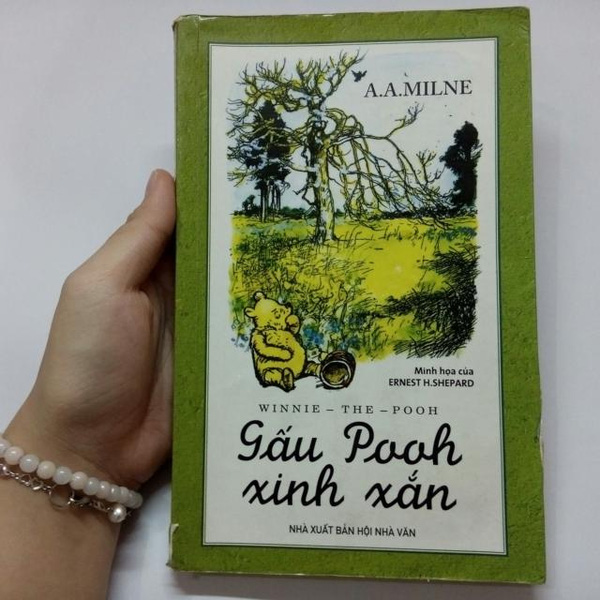 A.A.MILNE
Minh họa của
ERNEST H.SHEPARD
WINNIE – THE – POOH
Gấu Pooh
xinh xắn
NHÀ XUẤT BẢN HỘI NHÀ VĂN